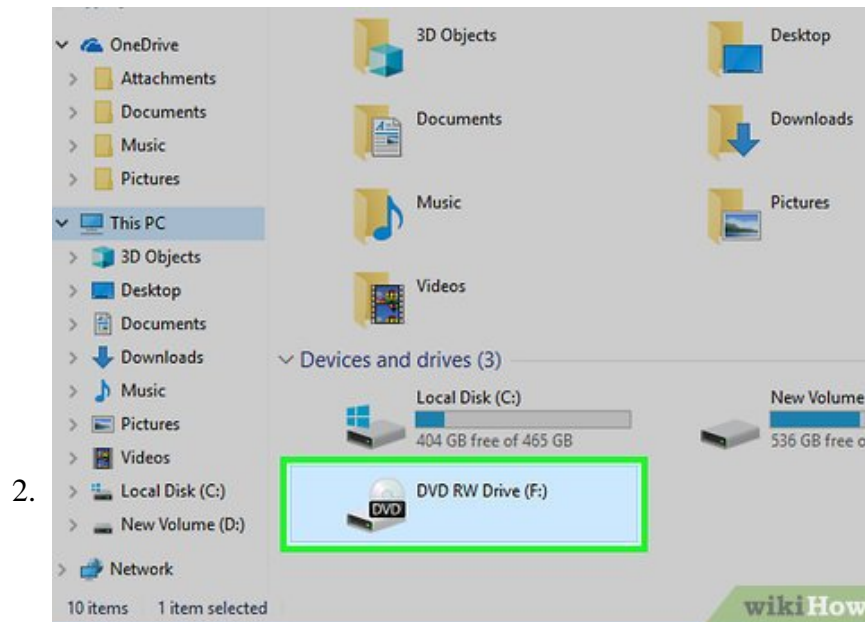 OneDrive
Attachments
Documents
Music
Pictures
This PC
3D Objects
Desktop
Documents
Downloads
Music
Pictures
Videos
2.
Local Disk (C:)
New Volume (D:)
Network
10 items 1 item selected
3D Objects
Desktop
Documents
Downloads
Music
Pictures
Videos
Devices and drives (3)
Local Disk (C:)
404 GB free of 465 GB
New Volume
536 GB free o
DVD RW Drive (F:)
DVD
wikiHow